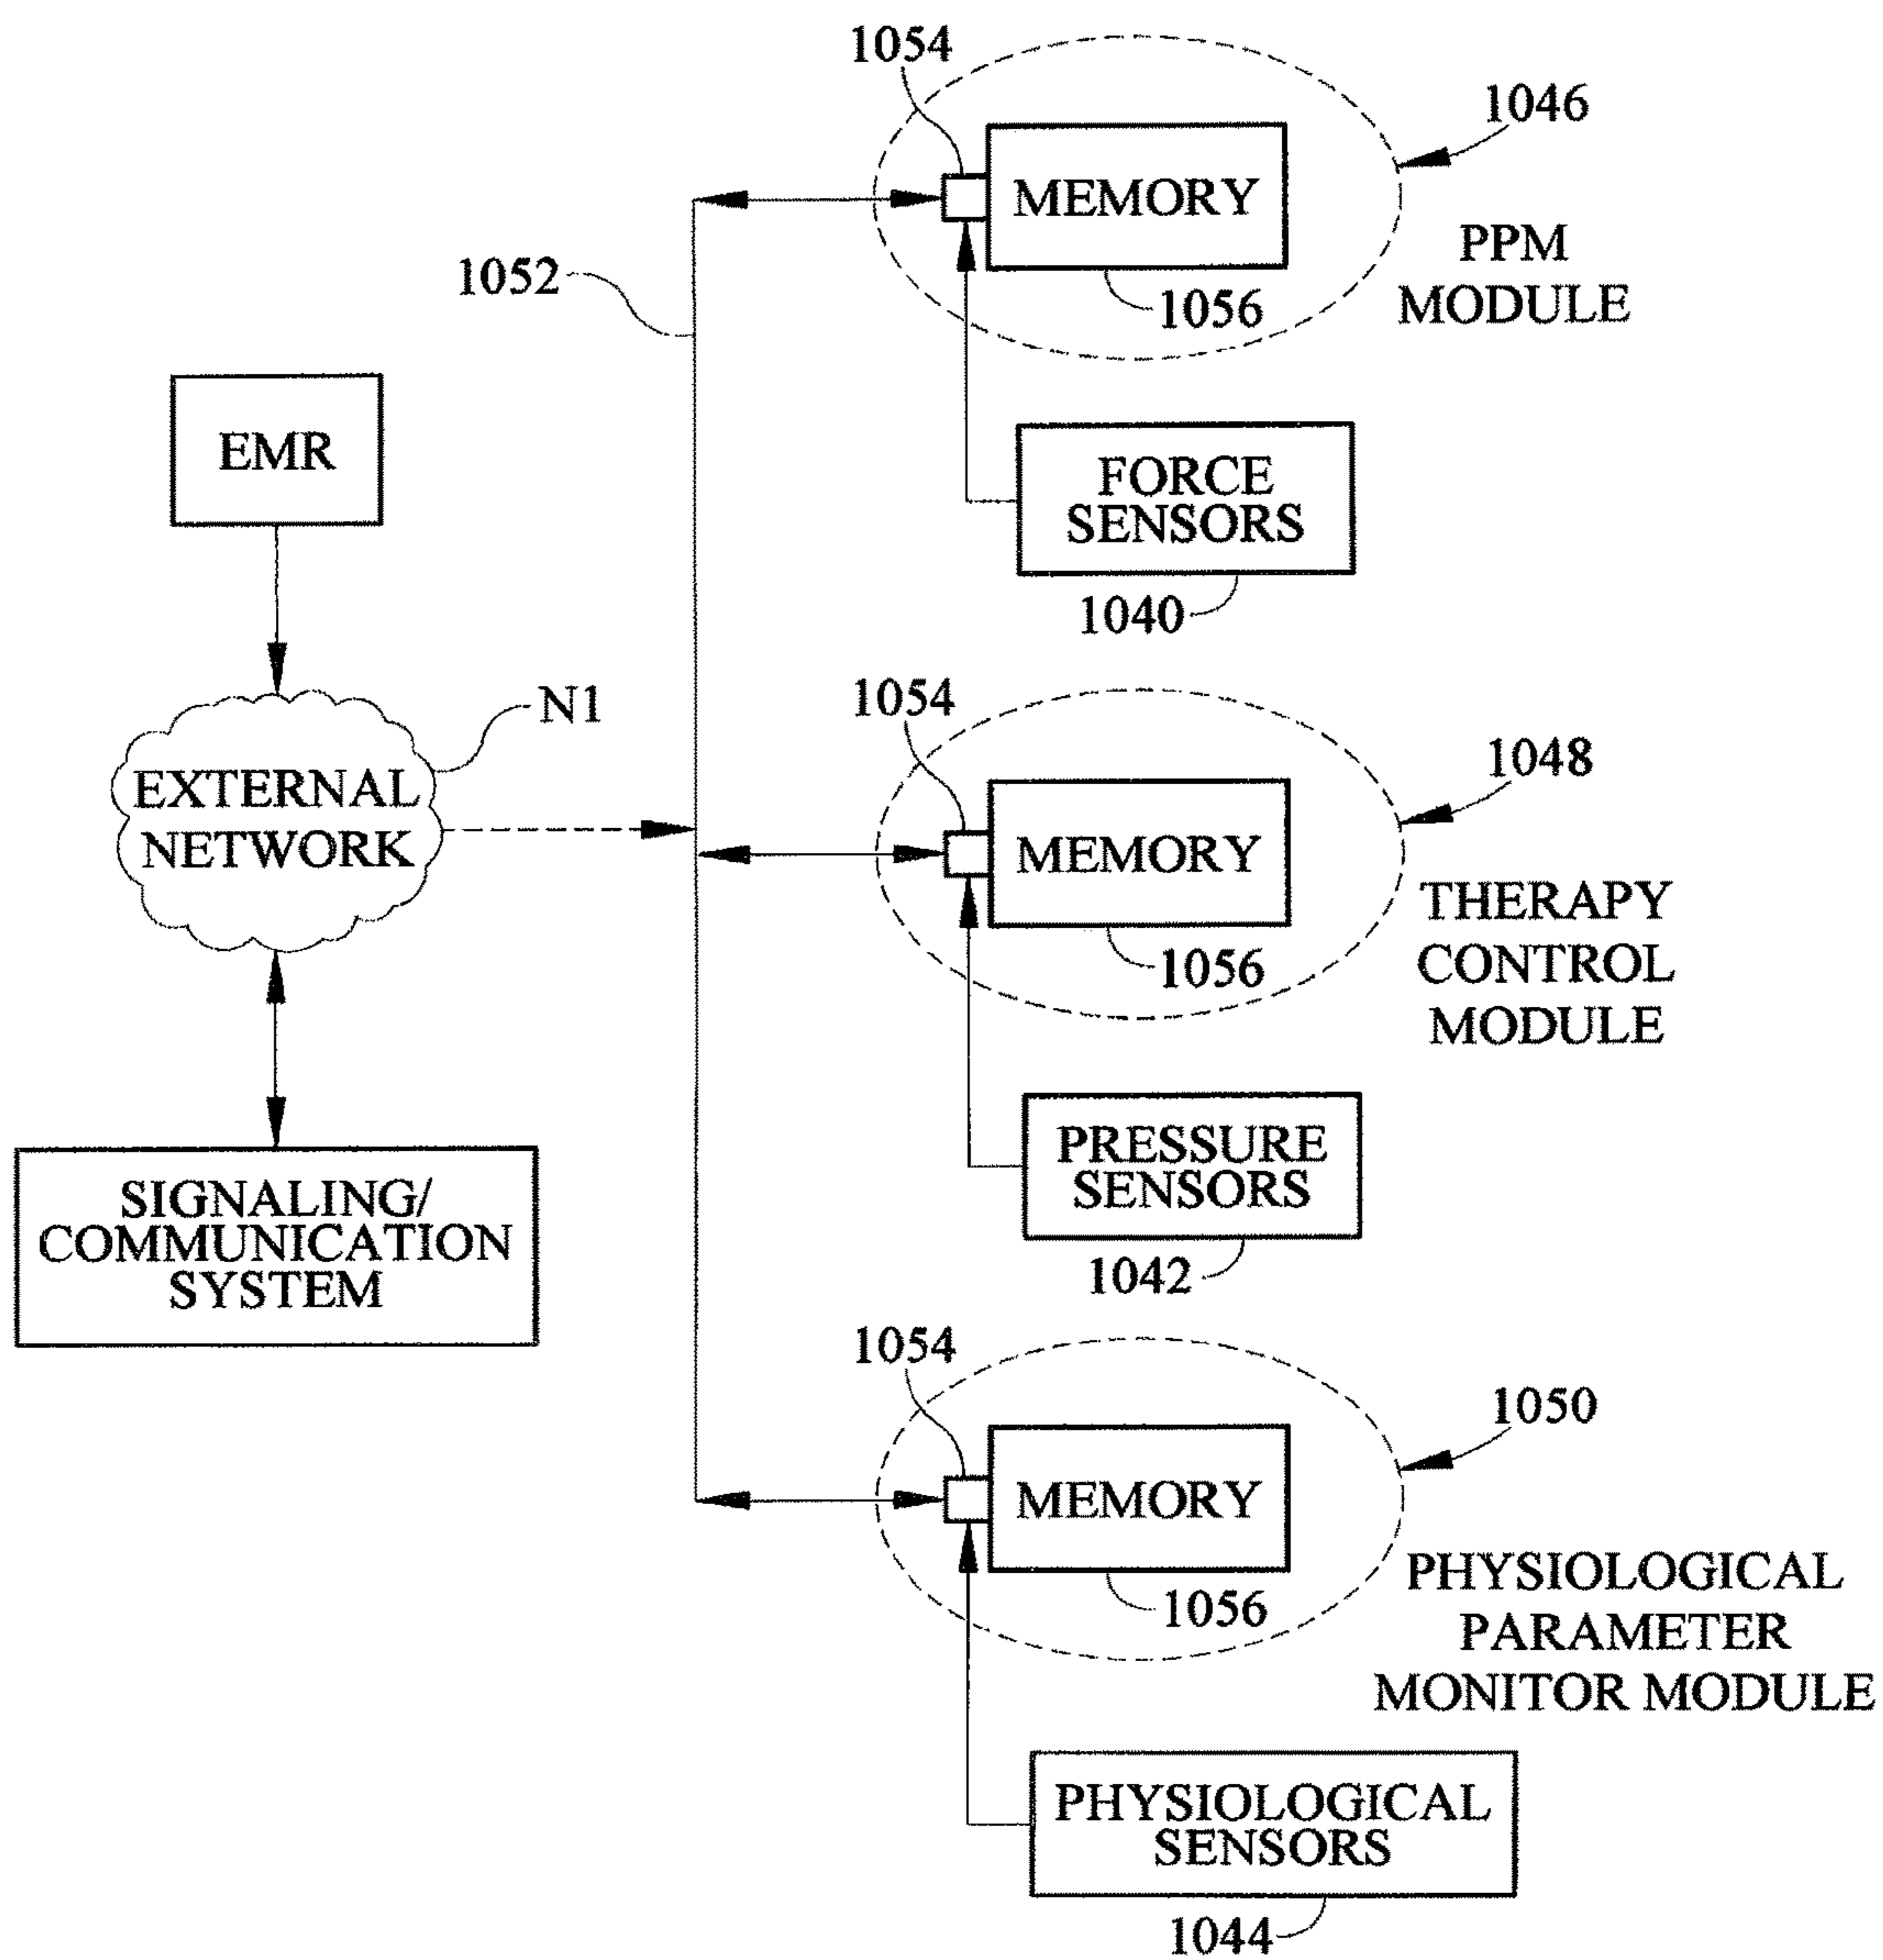 1054
1046
MEMORY
PPM
MODULE
1052
1056
EMR
FORCE
SENSORS
1040
N1
1054
1048
EXTERNAL
NETWORK
MEMORY
THERAPY
CONTROL
MODULE
1056
PRESSURE
SENSORS
SIGNALING/
COMMUNICATION
SYSTEM
1042
1054
1050
MEMORY
PHYSIOLOGICAL
PARAMETER
MONITOR MODULE
1056
PHYSIOLOGICAL
SENSORS
1044